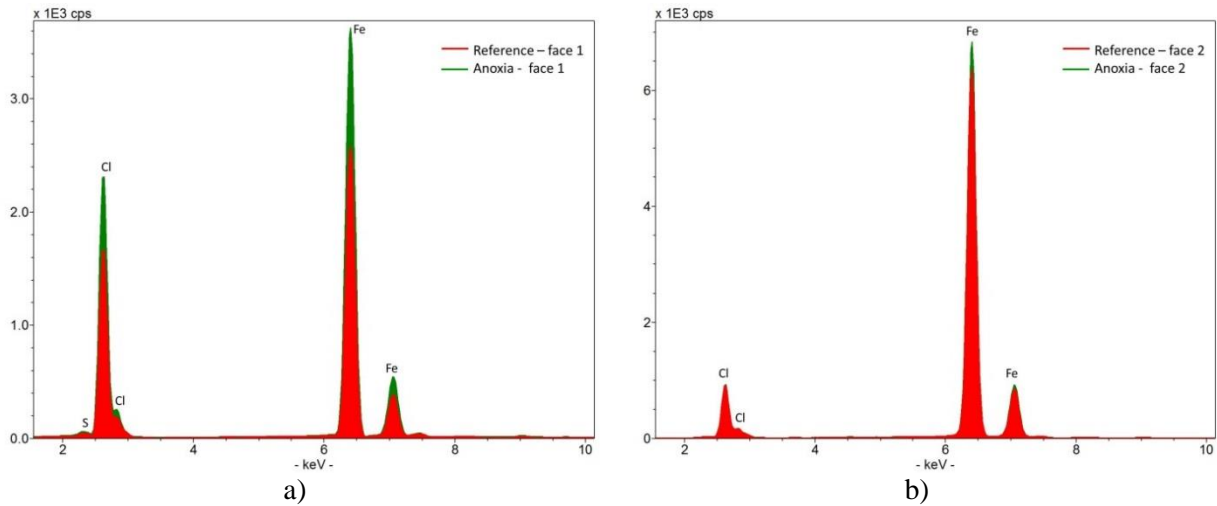 x 1E3 cps
Fe
Reference – face 1
Anoxia - face 1
3.0
Cl
2.0
1.0
Fe
Cl
S
0.0
2 4 6 8 10
- keV -
a)
x 1E3 cps
Fe
Reference – face 2
Anoxia - face 2
6
4
2
Cl
Fe
Cl
0
2 4 6 8 10
- keV -
b)